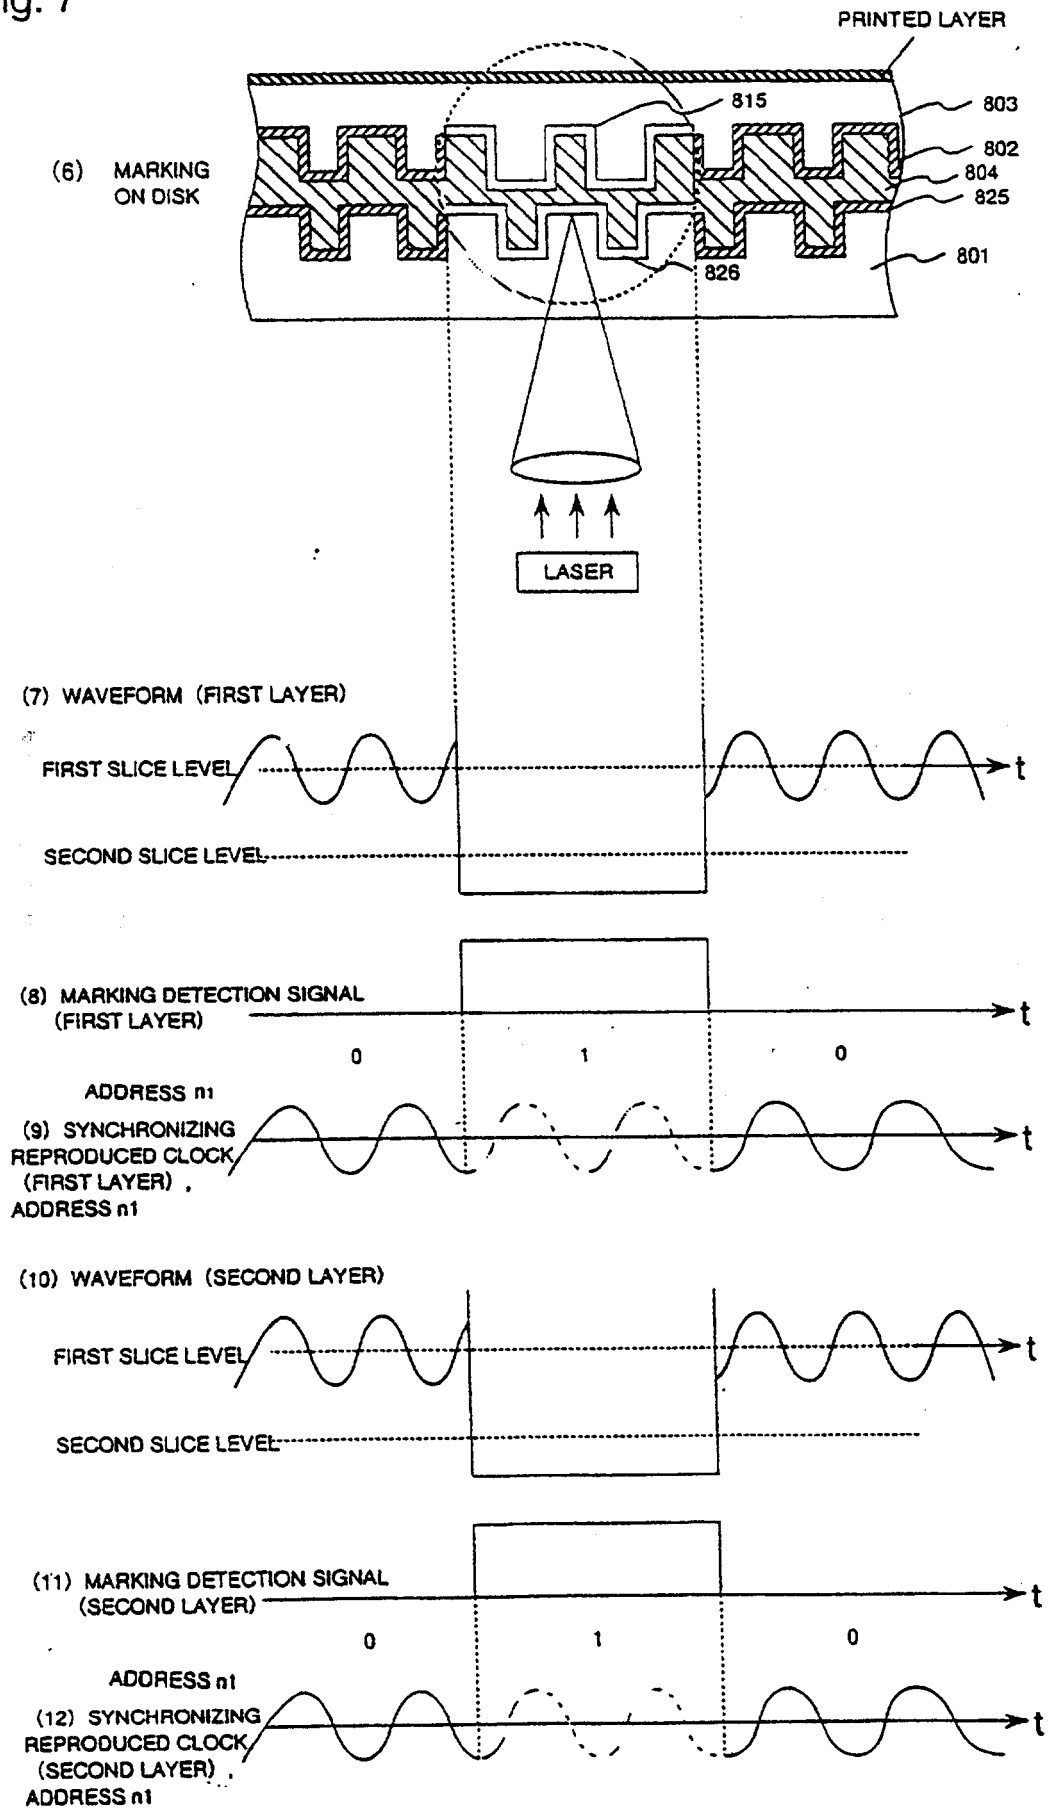 Fig. 7
PRINTED LAYER
815
803
(6) MARKING
ON DISK
802
804
825
826
801
LASER
(7) WAVEFORM (FIRST LAYER)
FIRST SLICE LEVEL
t
SECOND SLICE LEVEL
(8) MARKING DETECTION SIGNAL
(FIRST LAYER)
t
0 1 0
ADDRESS n1
(9) SYNCHRONIZING
REPRODUCED CLOCK
(FIRST LAYER) ,
ADDRESS n1
t
(10) WAVEFORM (SECOND LAYER)
FIRST SLICE LEVEL
t
SECOND SLICE LEVEL
(11) MARKING DETECTION SIGNAL
(SECOND LAYER)
t
0 1 0
ADDRESS n1
(12) SYNCHRONIZING
REPRODUCED CLOCK
(SECOND LAYER) ,
ADDRESS n1
t